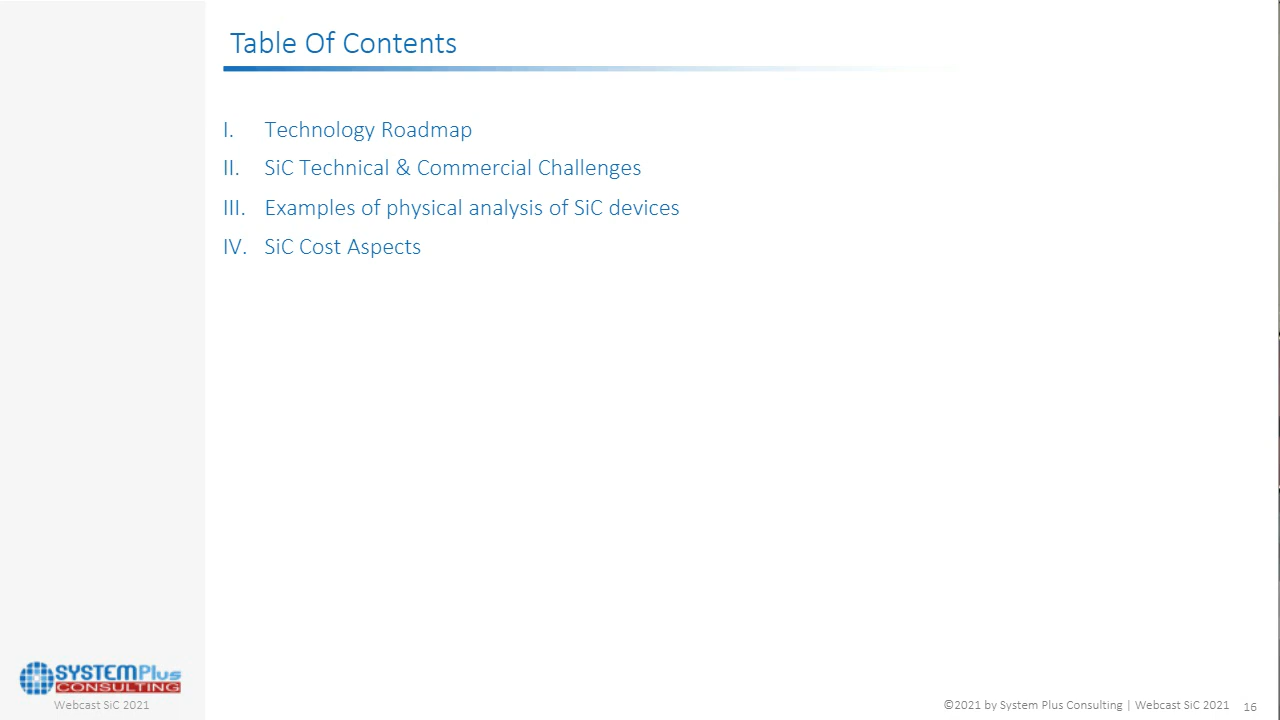 Table Of Contents
I. Technology Roadmap
II. SiC Technical & Commercial Challenges
III. Examples of physical analysis of SiC devices
IV. SiC Cost Aspects
SYSTEMPlus
CONSULTING
Webcast SiC 2021
©2021 by System Plus Consulting | Webcast SiC 2021 16